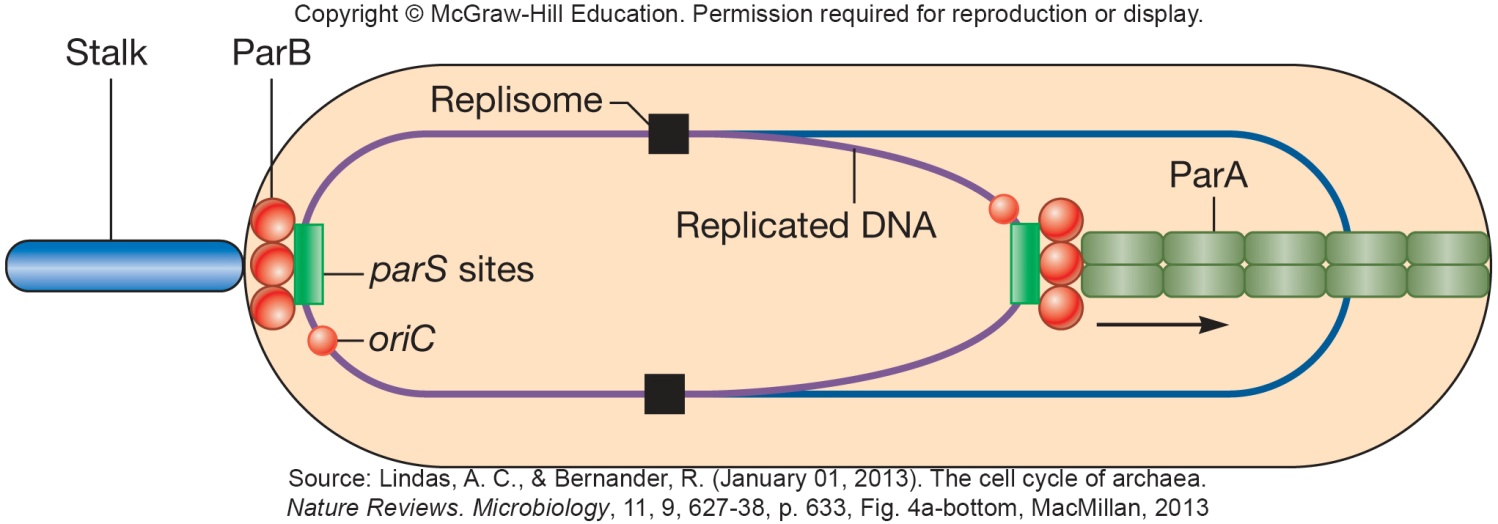 Copyright © McGraw-Hill Education. Permission required for reproduction or display.
Stalk
ParB
Replisome
ParA
Replicated DNA
parS sites
oriC
Source: Lindas, A. C., & Bernander, R. (January 01, 2013). The cell cycle of archaea.
Nature Reviews. Microbiology, 11, 9, 627-38, p. 633, Fig. 4a-bottom, MacMillan, 2013